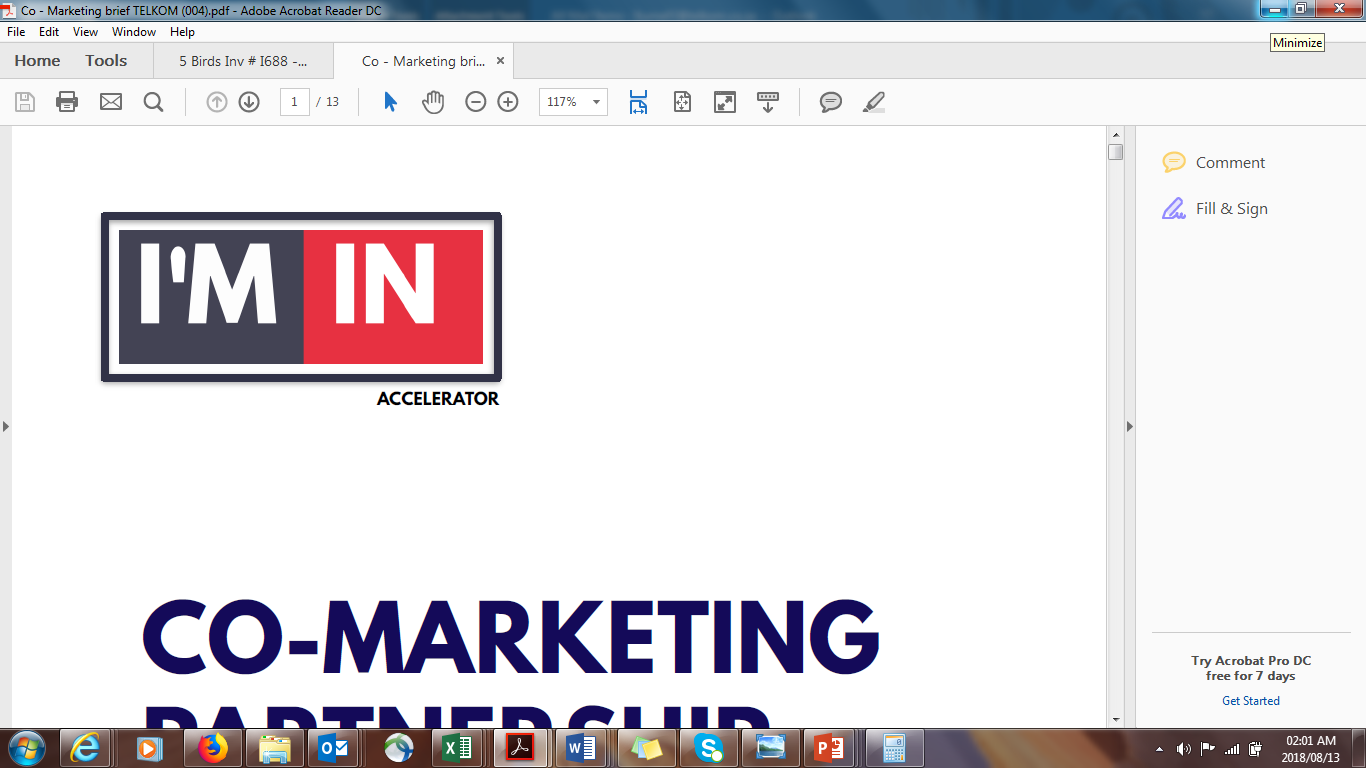 Co - Marketing brief TELKOM (004).pdf - Adobe Acrobat Reader DC
File Edit View Window Help
Minimize
Home Tools 5 Birds Inv # I688 -... Co - Marketing bri... ×
1 / 13 117%
Comment
Fill & Sign
I'M IN
ACCELERATOR
CO-MARKETING
PARTNERSHIP
Try Acrobat Pro DC
free for 7 days
Get Started
02:01 AM
2018/08/13